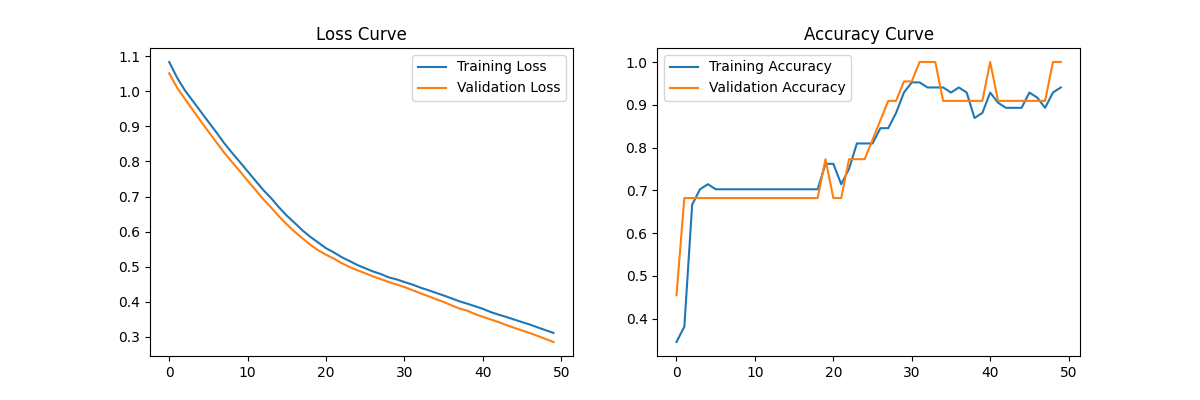 Loss Curve
1.1
1.0
0.9
0.8
0.7
0.6
0.5
0.4
0.3
0 10 20 30 40 50
Training Loss
Validation Loss
Accuracy Curve
1.0
0.9
0.8
0.7
0.6
0.5
0.4
0 10 20 30 40 50
Training Accuracy
Validation Accuracy